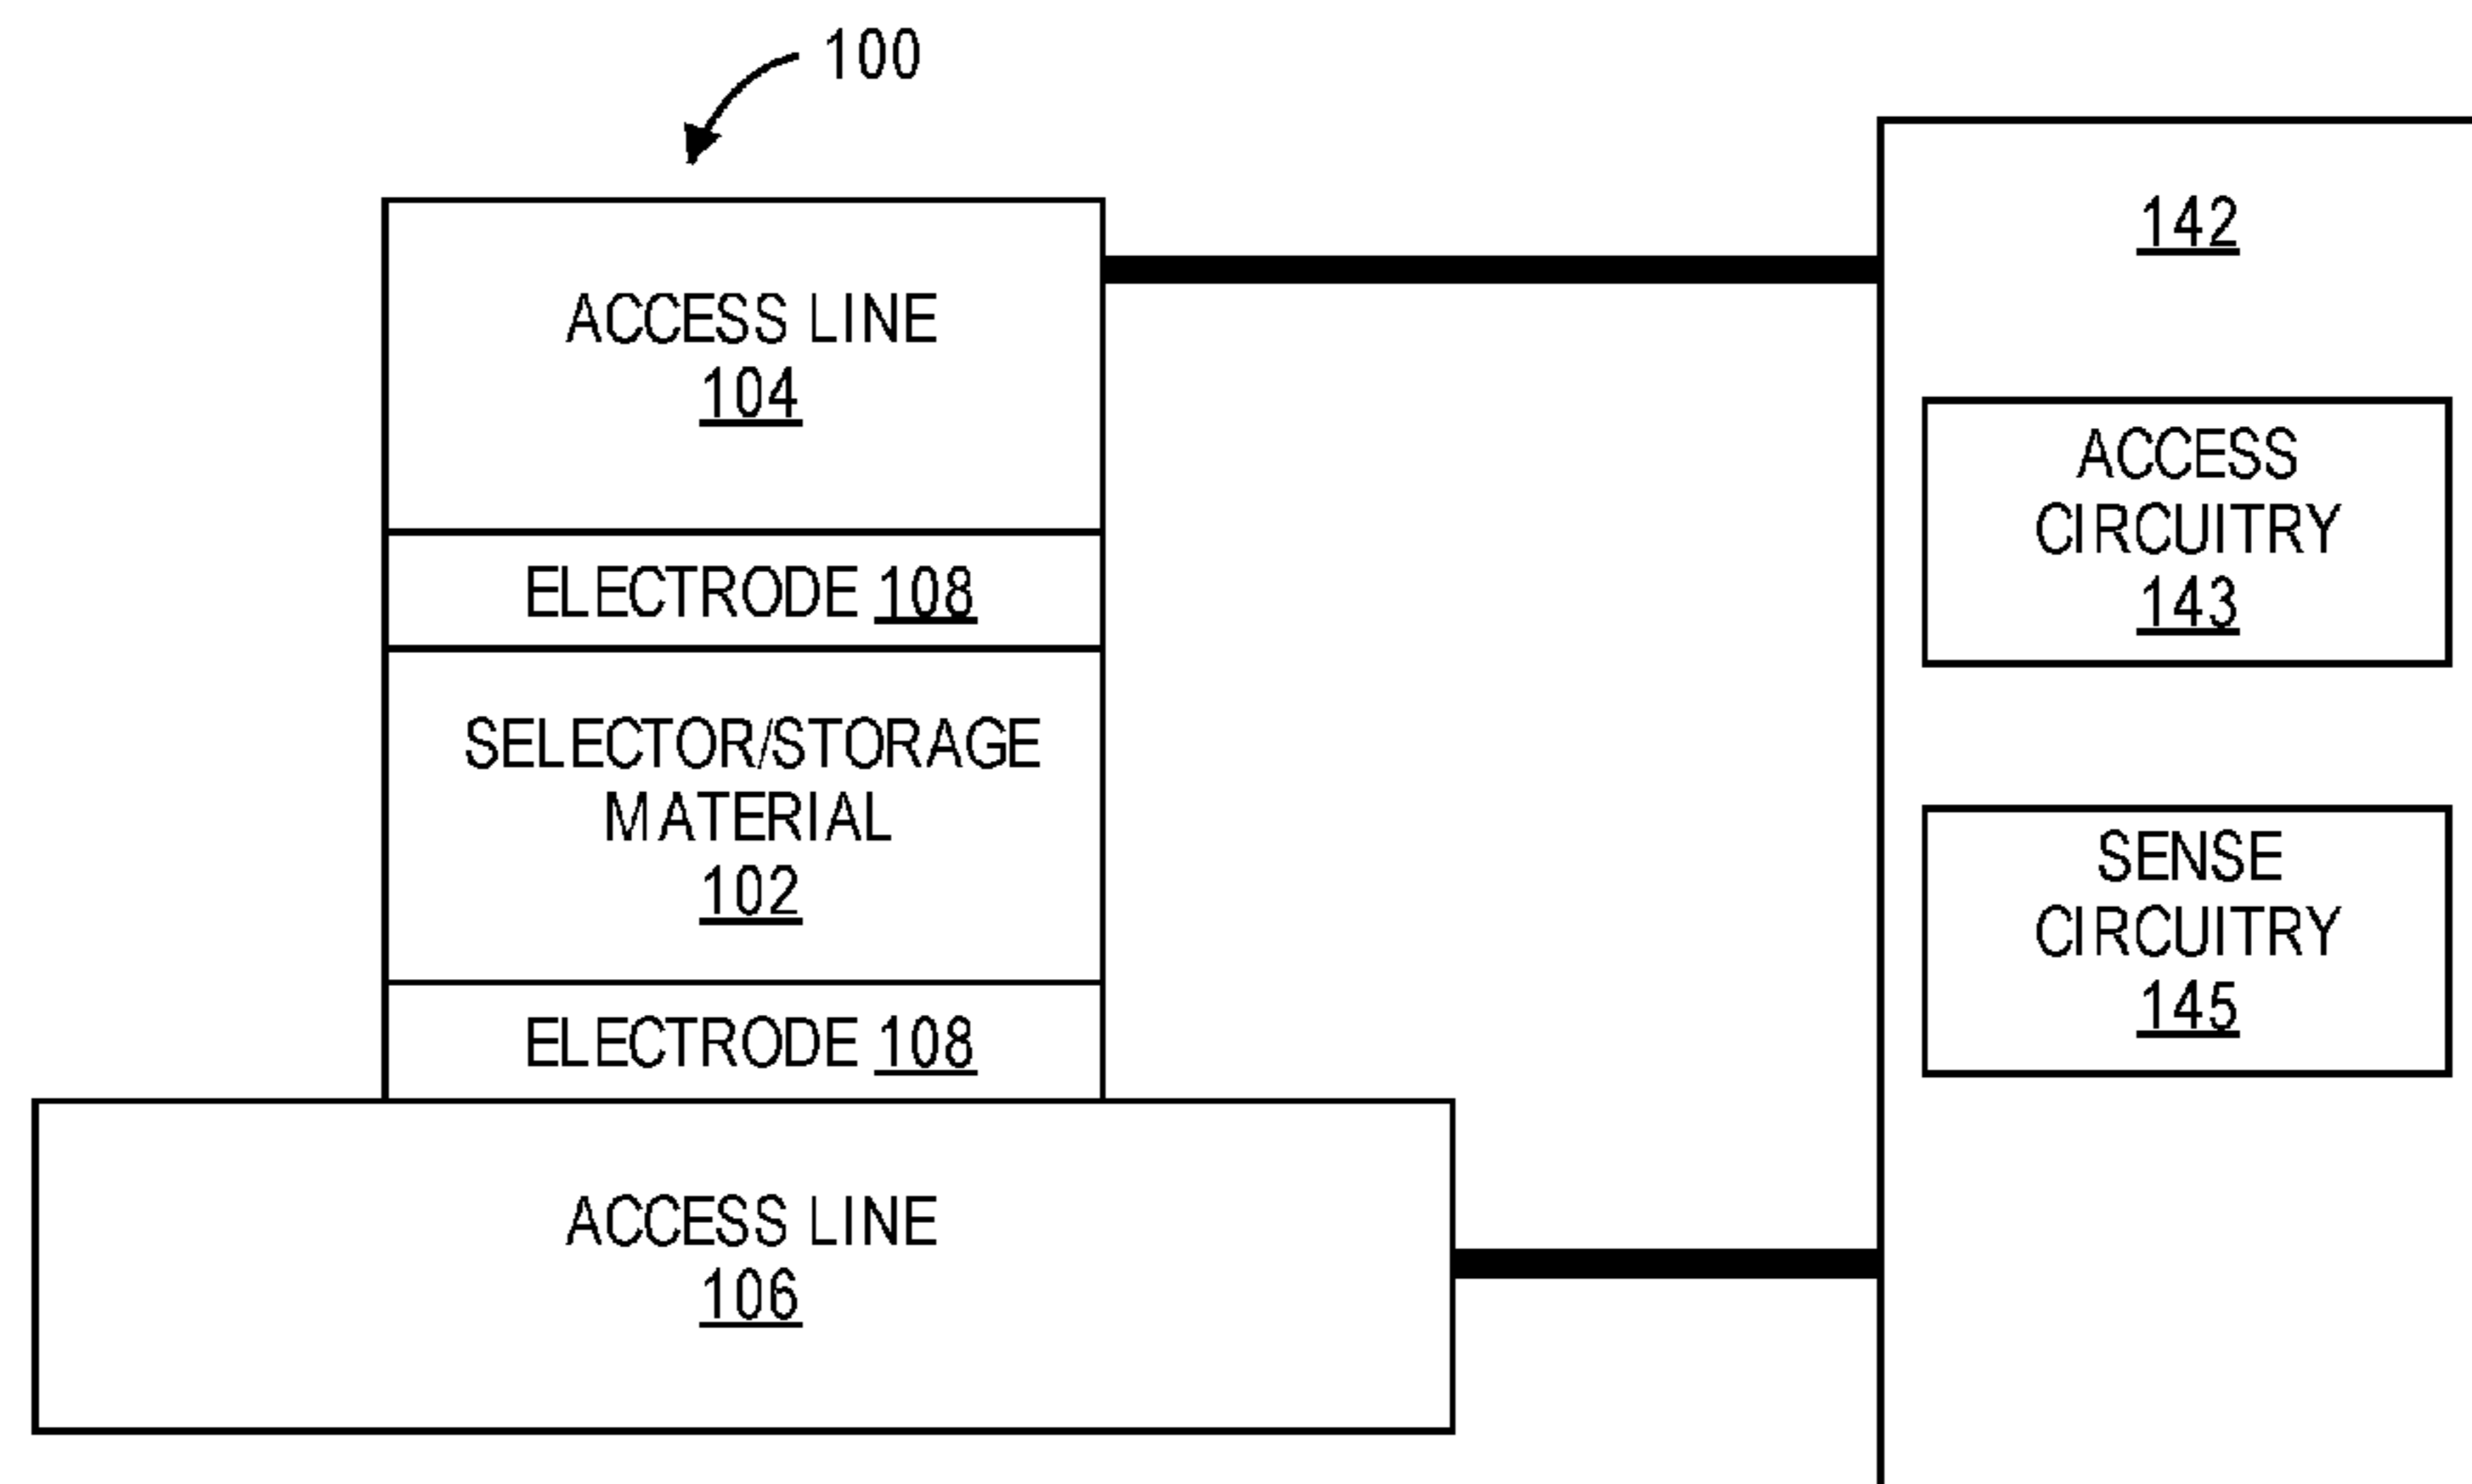 100
ACCESS LINE
104
ELECTRODE 108
SELECTOR/STORAGE
MATERIAL
102
ELECTRODE 108
ACCESS LINE
106
142
ACCESS
CIRCUITRY
143
SENSE
CIRCUITRY
145